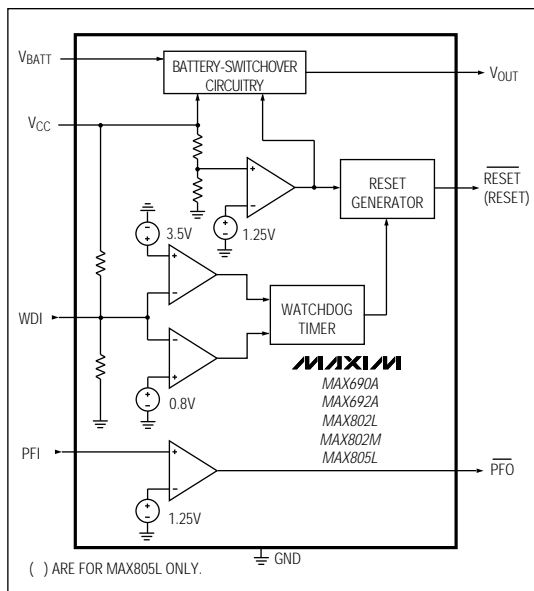 VBATT
BATTERY-SWITCHOVER
CIRCUITRY
VOUT
VCC
RESET
(RESET)
RESET
GENERATOR
3.5V
1.25V
WDI
WATCHDOG
TIMER
0.8V
MAXIM
MAX690A
MAX692A
MAX802L
MAX802M
MAX805L
PFI
PFO
1.25V
GND
( ) ARE FOR MAX805L ONLY.